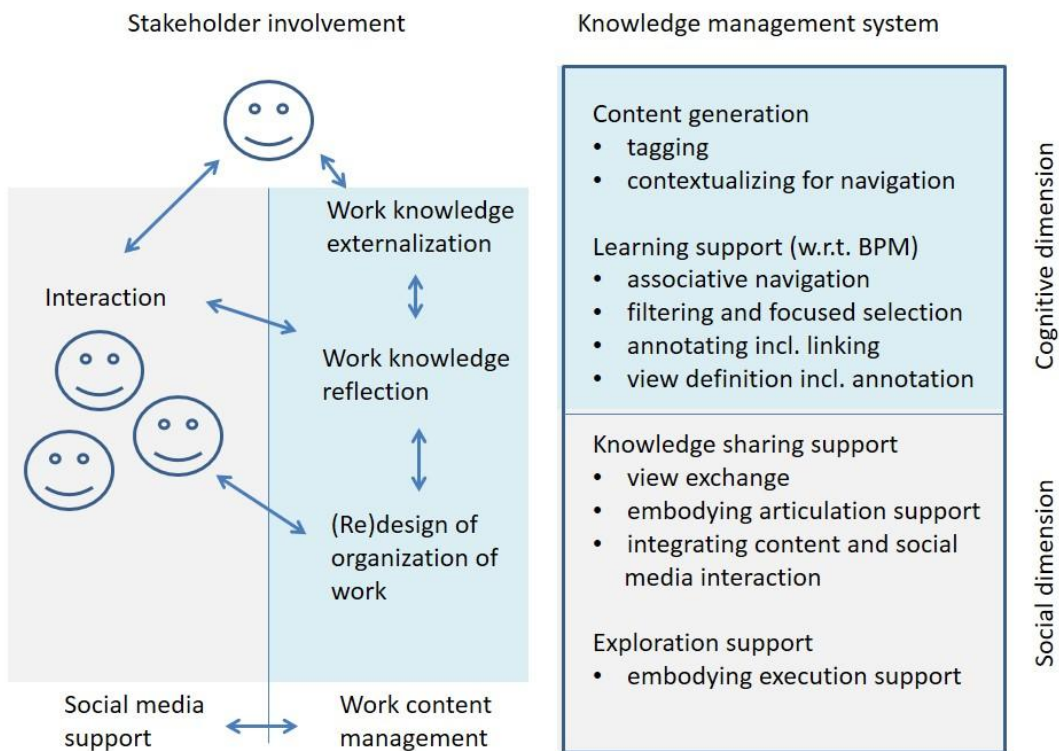 Stakeholder involvement
Work knowledge
externalization
Interaction
Work knowledge
reflection
(Re)design of
organization of
work
Social media
support
Work content
management
Knowledge management system
Content generation
• tagging
• contextualizing for navigation
Learning support (w.r.t. BPM)
• associative navigation
• filtering and focused selection
• annotating incl. linking
• view definition incl. annotation
Knowledge sharing support
• view exchange
• embodying articulation support
• integrating content and social
media interaction
Exploration support
• embodying execution support
Cognitive dimension
Social dimension